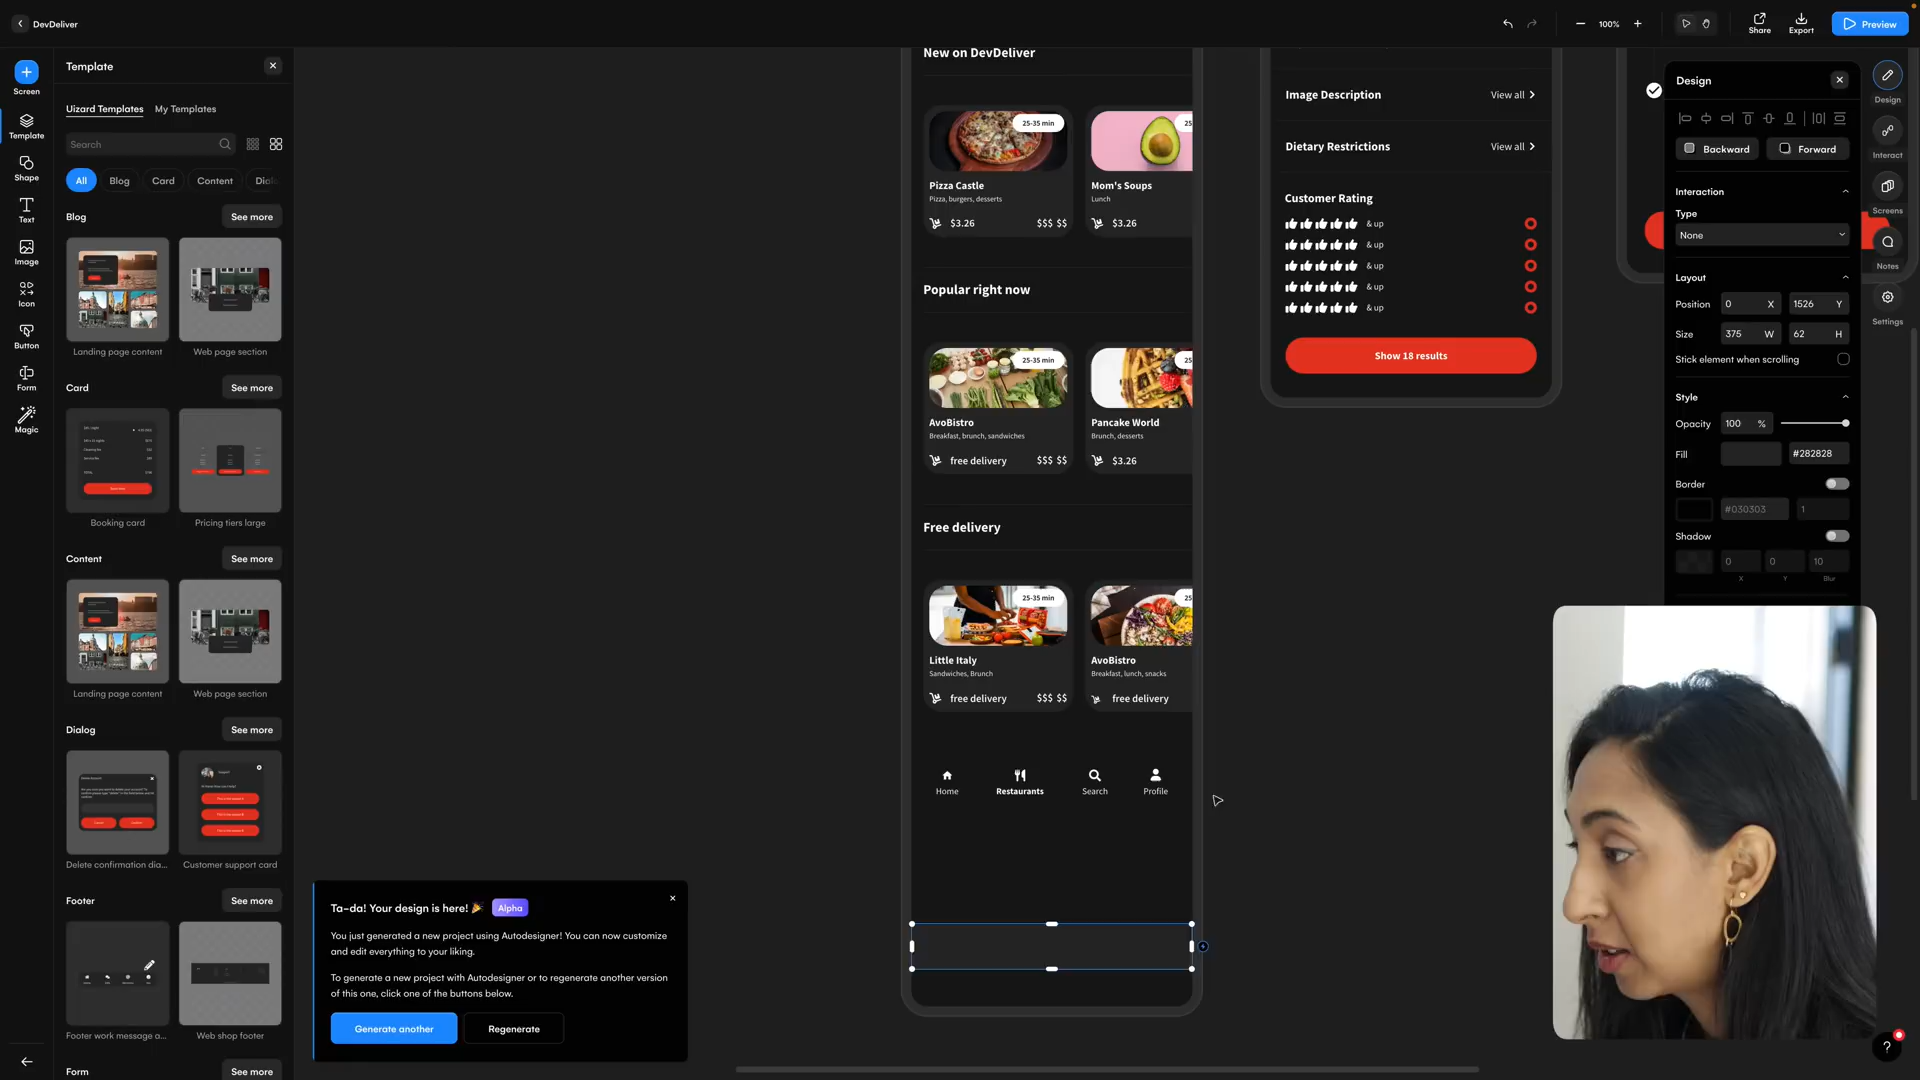 DevDeliver
100%
Share
Export
Preview
Screen
Template
Shape
Text
Image
Icon
Button
Form
Magic
Template
Uizard Templates
My Templates
Search
All
Blog
Card
Content
Dialo
Blog
See more
Landing page content
Web page section
Card
See more
Booking card
Pricing tiers large
Content
See more
Landing page content
Web page section
Dialog
See more
Delete confirmation dia...
Customer support card
Footer
See more
Footer work message a...
Web shop footer
Form
See more
Ta-da! Your design is here! 🎉 Alpha
You just generated a new project using Autodesigner! You can now customize
and edit everything to your liking.
To generate a new project with Autodesigner or to regenerate another version
of this one, click one of the buttons below.
Generate another
Regenerate
New on DevDeliver
25-35 min
25
Pizza Castle
Pizza, burgers, desserts
$3.26
$$$ $$
Mom's Soups
Lunch
$3.26
Popular right now
25-35 min
25
AvoBistro
Breakfast, brunch, sandwiches
free delivery
$$$ $$
Pancake World
Brunch, desserts
$3.26
Free delivery
25-35 min
25
Little Italy
Sandwiches, Brunch
free delivery
$$$ $$
AvoBistro
Breakfast, lunch, snacks
free delivery
Home
Restaurants
Search
Profile
Image Description
View all
Dietary Restrictions
View all
Customer Rating
& up
& up
& up
& up
& up
Show 18 results
Design
Backward
Forward
Interaction
Type
None
Layout
Position
0 X
1526 Y
Size
375 W
62 H
Stick element when scrolling
Style
Opacity
100 %
Fill
#282828
Border
#030303
1
Shadow
0
0
10
X
Y
Blur
Design
Interact
Screens
Notes
Settings
?